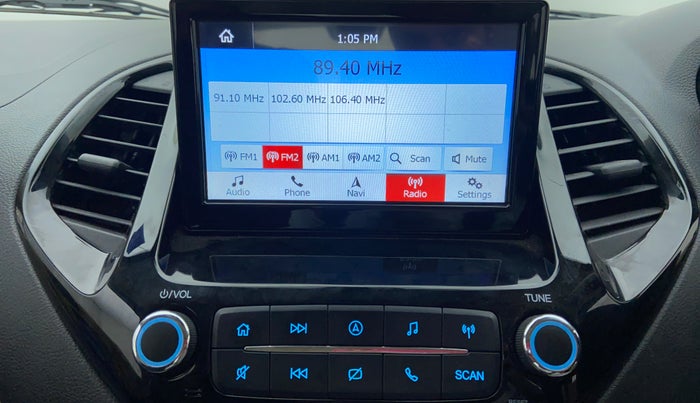 1:05 PM
89.40 MHz
91.10 MHz 102.60 MHz 106.40 MHz
FM1 FM2 AM1 AM2 Scan Mute
Audio Phone Navi Radio Settings
⏻/VOL TUNE
A
SCAN